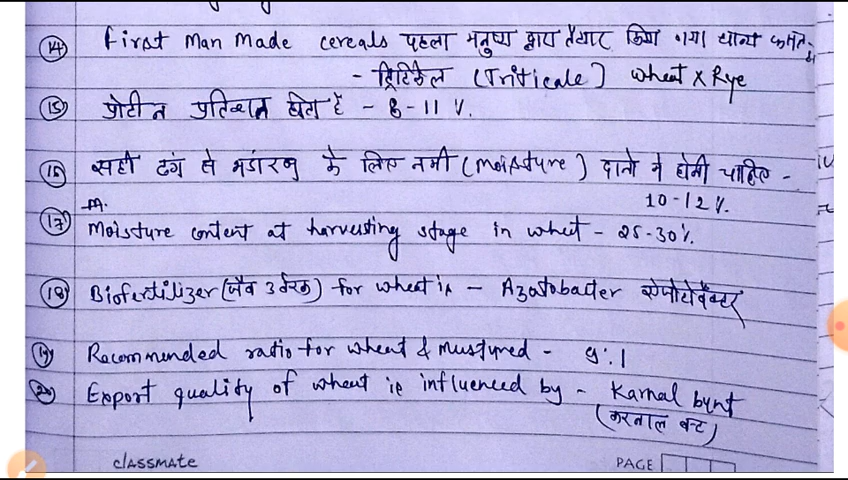 (14) First Man Made cereals पहला मनुष्य द्वारा तैयार किया गया धान्य फसल
- ट्रिटिकेल (Triticale) wheat X Rye
(15) प्रोटीन प्रतिशत होता है - 8-11%.
(16) सही ढंग से भंडारण के लिए नमी (moisture) दानो मे होनी चाहिए -
10-12%.
(17) Moisture content at harvesting stage in wheat - 25-30%.
(18) Biofertilizer (जैव उर्वरक) for wheat is - Azotobacter एजोटोबैक्टर
(19) Recommended ratio for wheat & musturd - 9:1
(20) Export quality of wheat is influenced by - Karnal bunt
(करनाल बन्ट)
classmate
PAGE